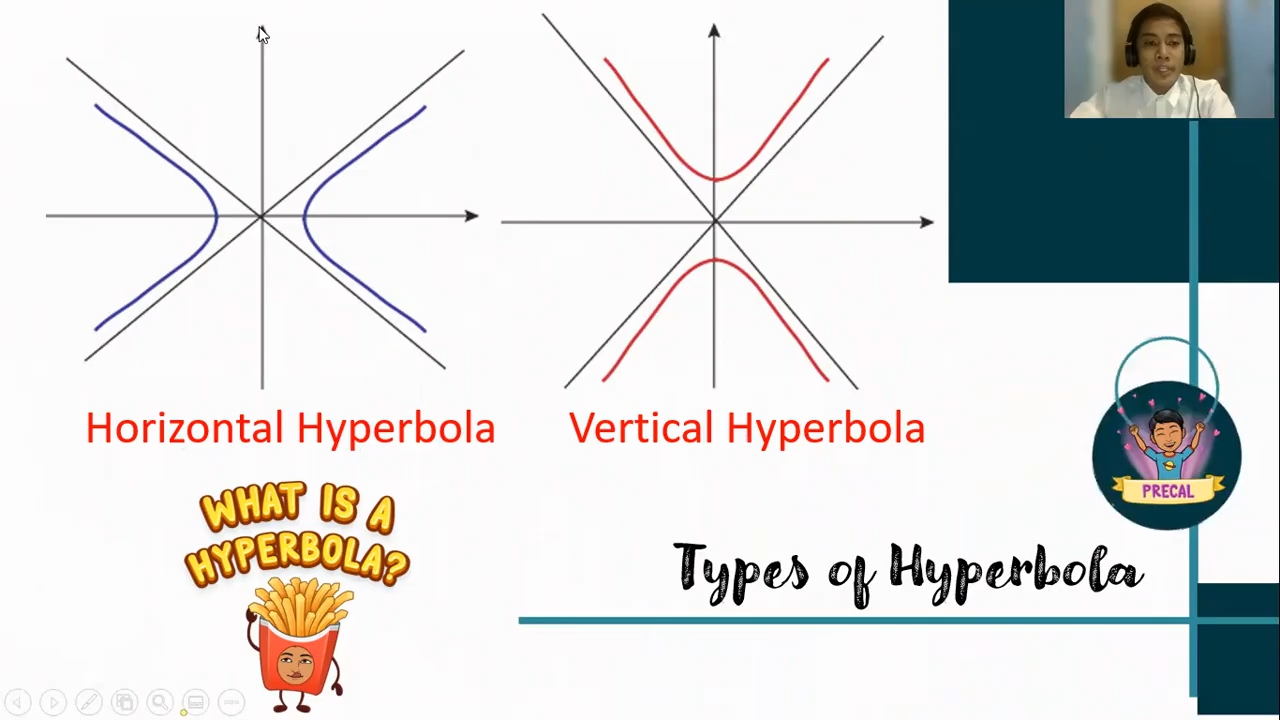 Horizontal Hyperbola
Vertical Hyperbola
WHAT IS A
HYPERBOLA?
PRECAL
Types of Hyperbola